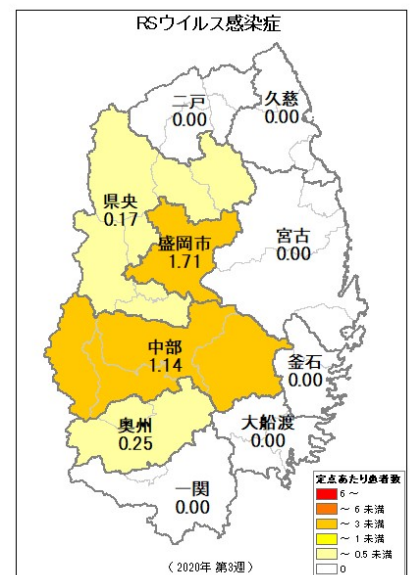 RSウイルス感染症
二戸
0.00
久慈
0.00
県央
0.17
盛岡市
1.71
宮古
0.00
中部
1.14
釜石
0.00
奥州
0.25
大船渡
0.00
一関
0.00
定点あたり患者数
6 ～
～ 6 未満
～ 3 未満
～ 1 未満
～ 0.5 未満
0
（ 2020年 第3週 ）